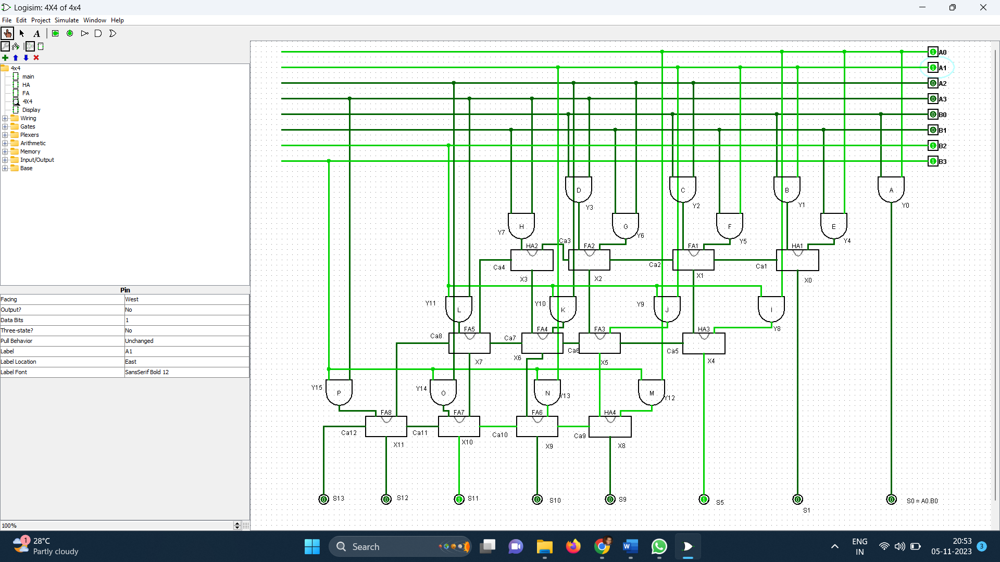 Logisim: 4X4 of 4x4
File Edit Project Simulate Window Help
A
4x4
main
HA
FA
4X4
Display
Wiring
Gates
Plexers
Arithmetic
Memory
Input/Output
Base
Pin
Facing West
Output? No
Data Bits 1
Three-state? No
Pull Behavior Unchanged
Label A1
Label Location East
Label Font SansSerif Bold 12
100%
1 A0
1 A1
0 A2
0 A3
0 B0
0 B1
1 B2
1 B3
D C B A
Y3 Y2 Y1 Y0
H G F E
Y7 Y6 Y5 Y4
HA2 Ca3 FA2 FA1 HA1
Ca4 Ca2 Ca1
X3 X2 X1 X0
Y11 L Y10 K Y9 J I
Y8
Ca8 FA5 Ca7 FA4 FA3 HA3
Ca6 Ca5
X7 X6 X5 X4
Y15 P Y14 O N Y13 M Y12
FA8 FA7 FA6 HA4
Ca12 Ca11 Ca10 Ca9
X11 X10 X9 X8
0 S13 0 S12 1 S11 0 S10 0 S9 1 S5 0 S1 0 S0 = A0.B0
1 28°C
Partly cloudy
Search
ENG
IN
20:53
05-11-2023
3